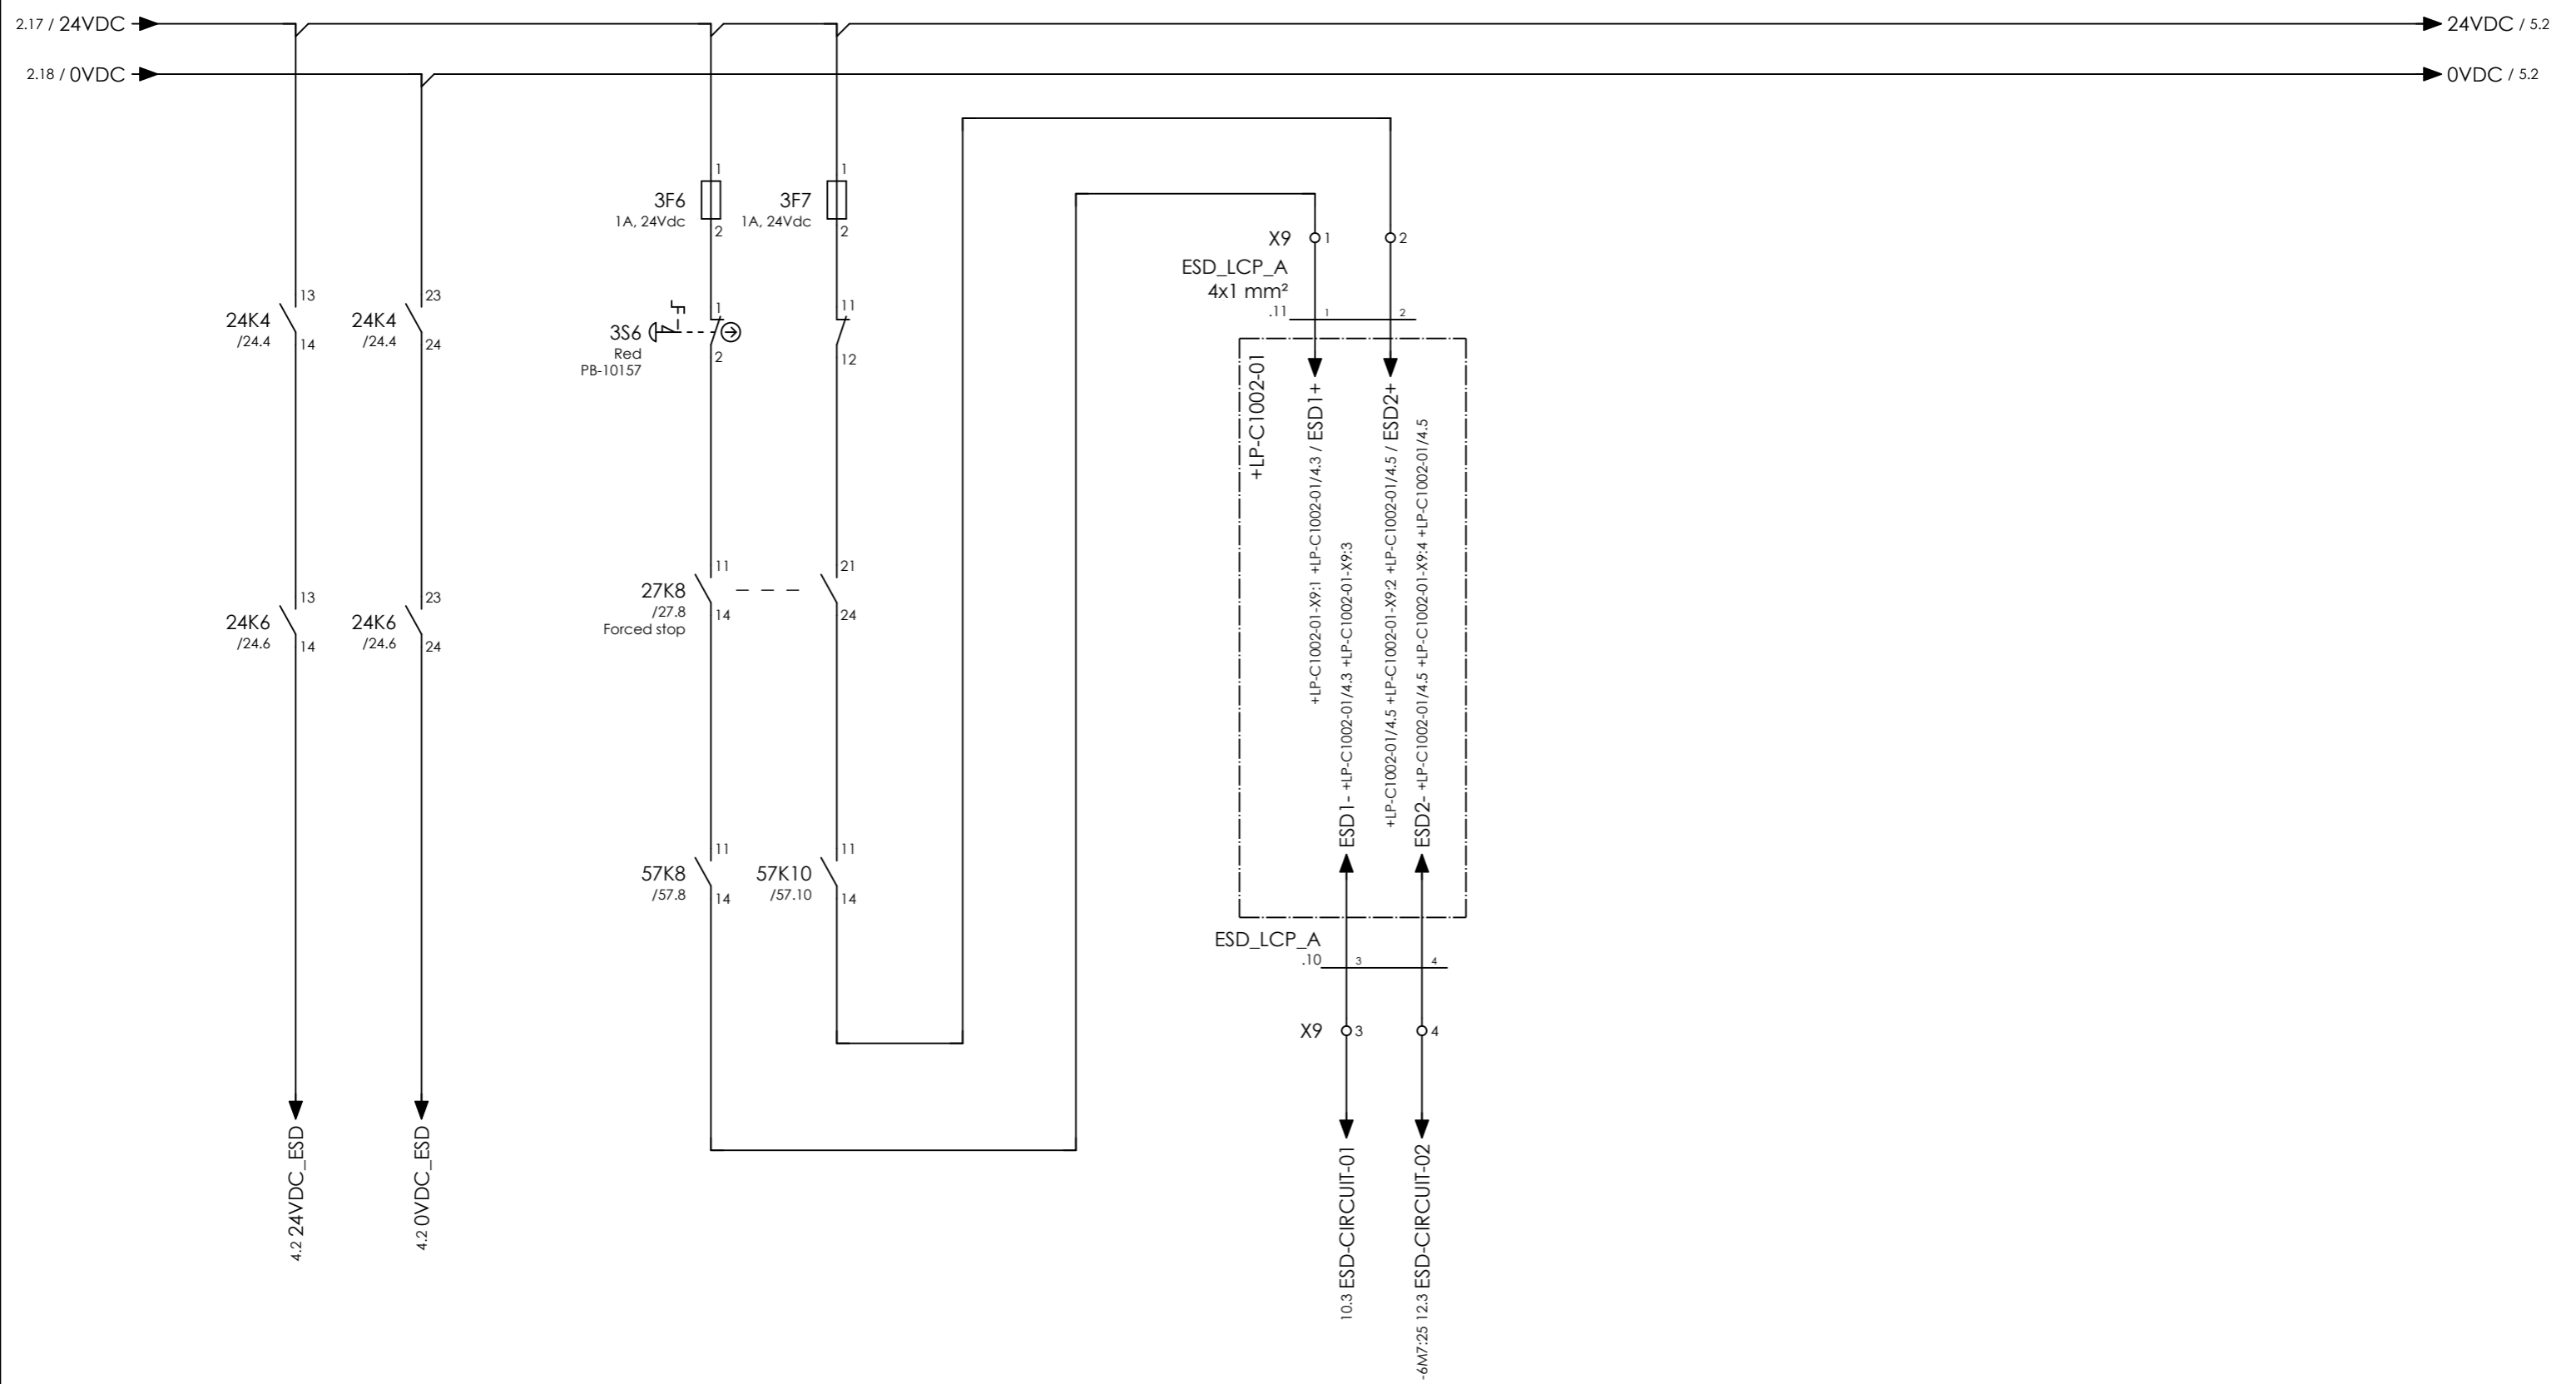 2.17 / 24VDC
24VDC / 5.2
2.18 / 0VDC
0VDC / 5.2
1
3F6
1A, 24Vdc
2
1
3F7
1A, 24Vdc
2
X9
1
2
ESD_LCP_A
4x1 mm²
.11
1
2
13
24K4
/24.4
14
23
24K4
/24.4
24
1
3S6
Red
PB-10157
2
11
12
+LP-C1002-01
+LP-C1002-01-X9:1 +LP-C1002-01/4.3 / ESD1+
ESD1- +LP-C1002-01/4.3 +LP-C1002-01-X9:3
+LP-C1002-01/4.5 +LP-C1002-01-X9:2 +LP-C1002-01/4.5 / ESD2+
ESD2- +LP-C1002-01/4.5 +LP-C1002-01-X9:4 +LP-C1002-01/4.5
13
24K6
/24.6
14
23
24K6
/24.6
24
11
27K8
/27.8
Forced stop
14
21
24
11
57K8
/57.8
14
11
57K10
/57.10
14
ESD_LCP_A
.10
3
4
X9
3
4
4.2 24VDC_ESD
4.2 0VDC_ESD
10.3 ESD-CIRCUIT-01
-6M7:25 12.3 ESD-CIRCUIT-02